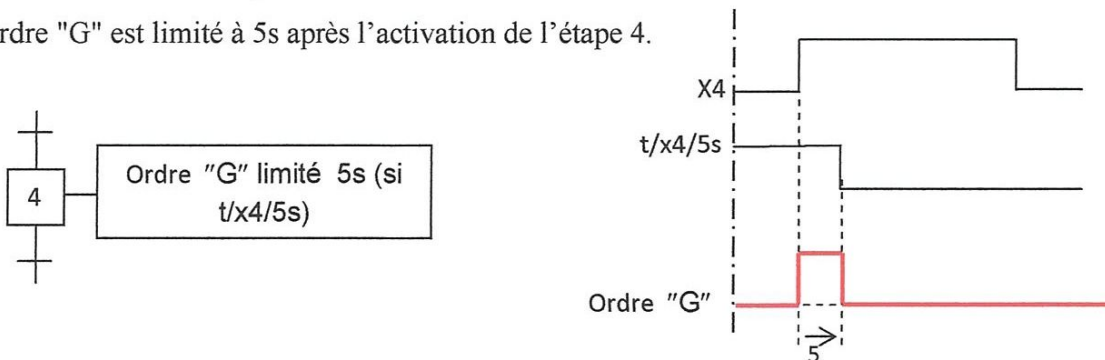 rdre "G" est limité à 5s après l'activation de l'étape 4.
4
Ordre "G" limité 5s (si
t/x4/5s)
X4
t/x4/5s
Ordre "G"
5